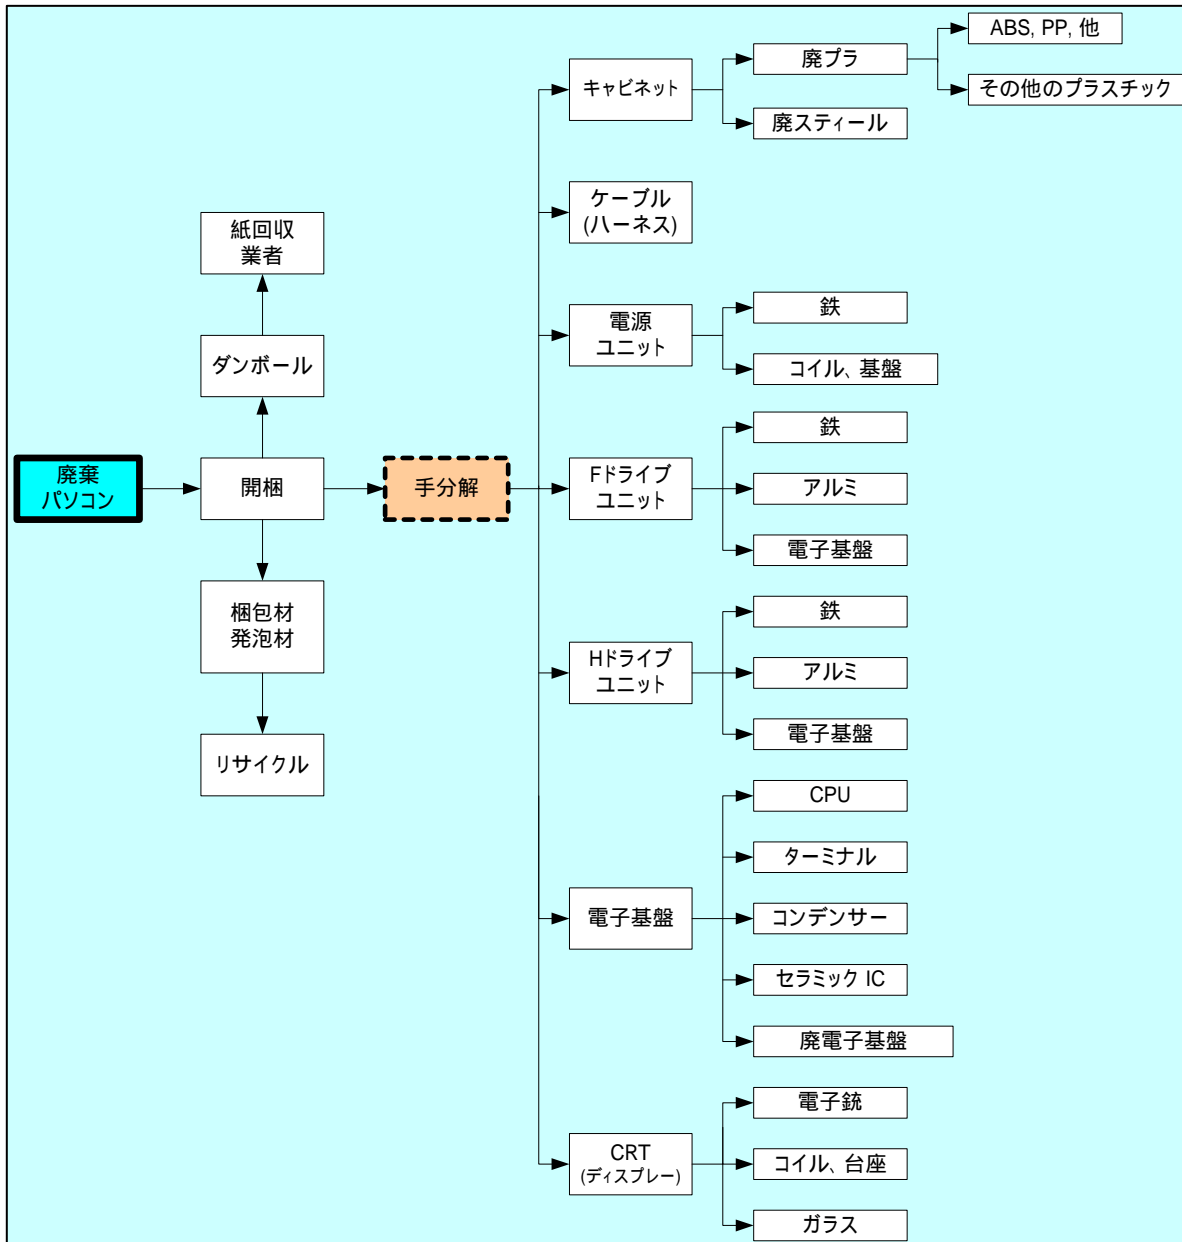 廃棄
パソコン
開梱
ダンボール
紙回収
業者
梱包材
発泡材
リサイクル
手分解
キャビネット
廃プラ
ABS, PP, 他
その他のプラスチック
廃スティール
ケーブル
(ハーネス)
電源
ユニット
鉄
コイル、基盤
Fドライブ
ユニット
鉄
アルミ
電子基盤
Hドライブ
ユニット
鉄
アルミ
電子基盤
電子基盤
CPU
ターミナル
コンデンサー
セラミック IC
廃電子基盤
CRT
(ディスプレー)
電子銃
コイル、台座
ガラス